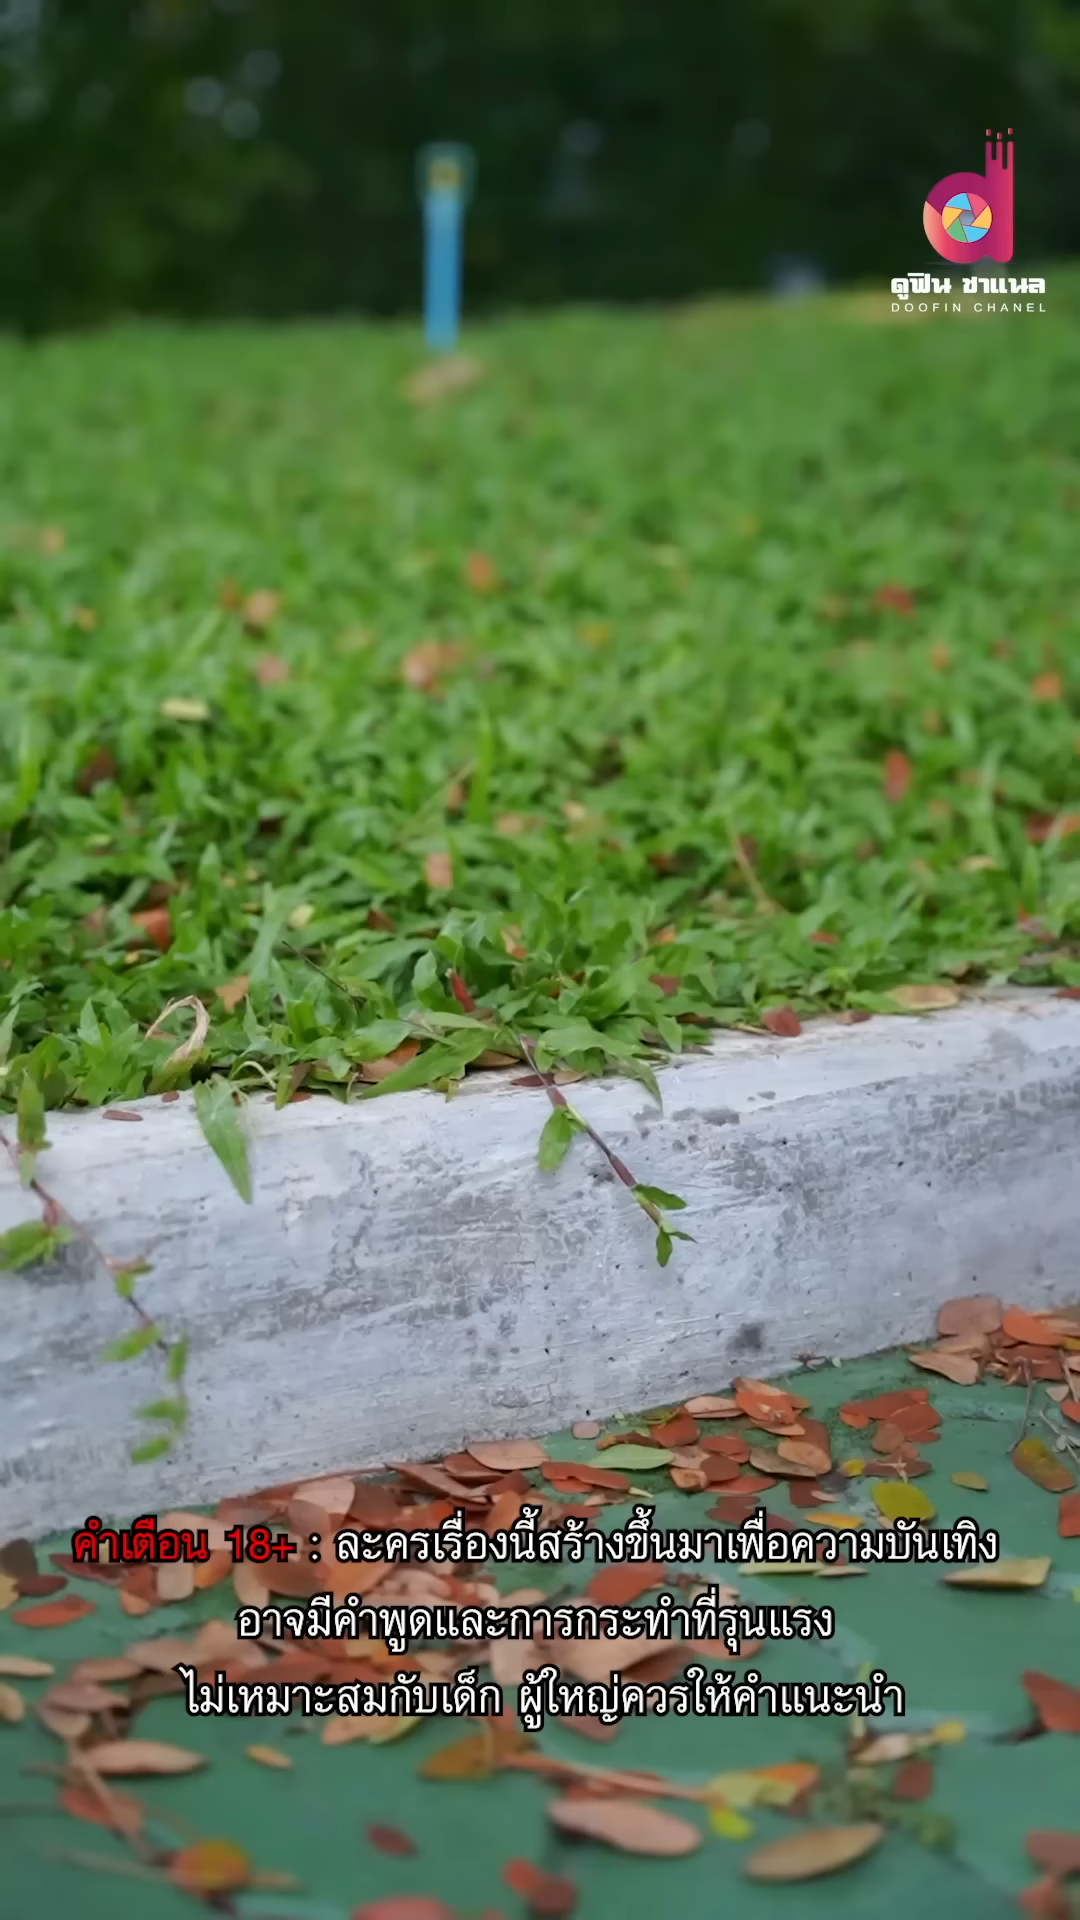 ดูฟิน ชาแนล
DOOFIN CHANEL
คำเตือน 18+ : ละครเรื่องนี้สร้างขึ้นมาเพื่อความบันเทิง
อาจมีคำพูดและการกระทำที่รุนแรง
ไม่เหมาะสมกับเด็ก ผู้ใหญ่ควรให้คำแนะนำ